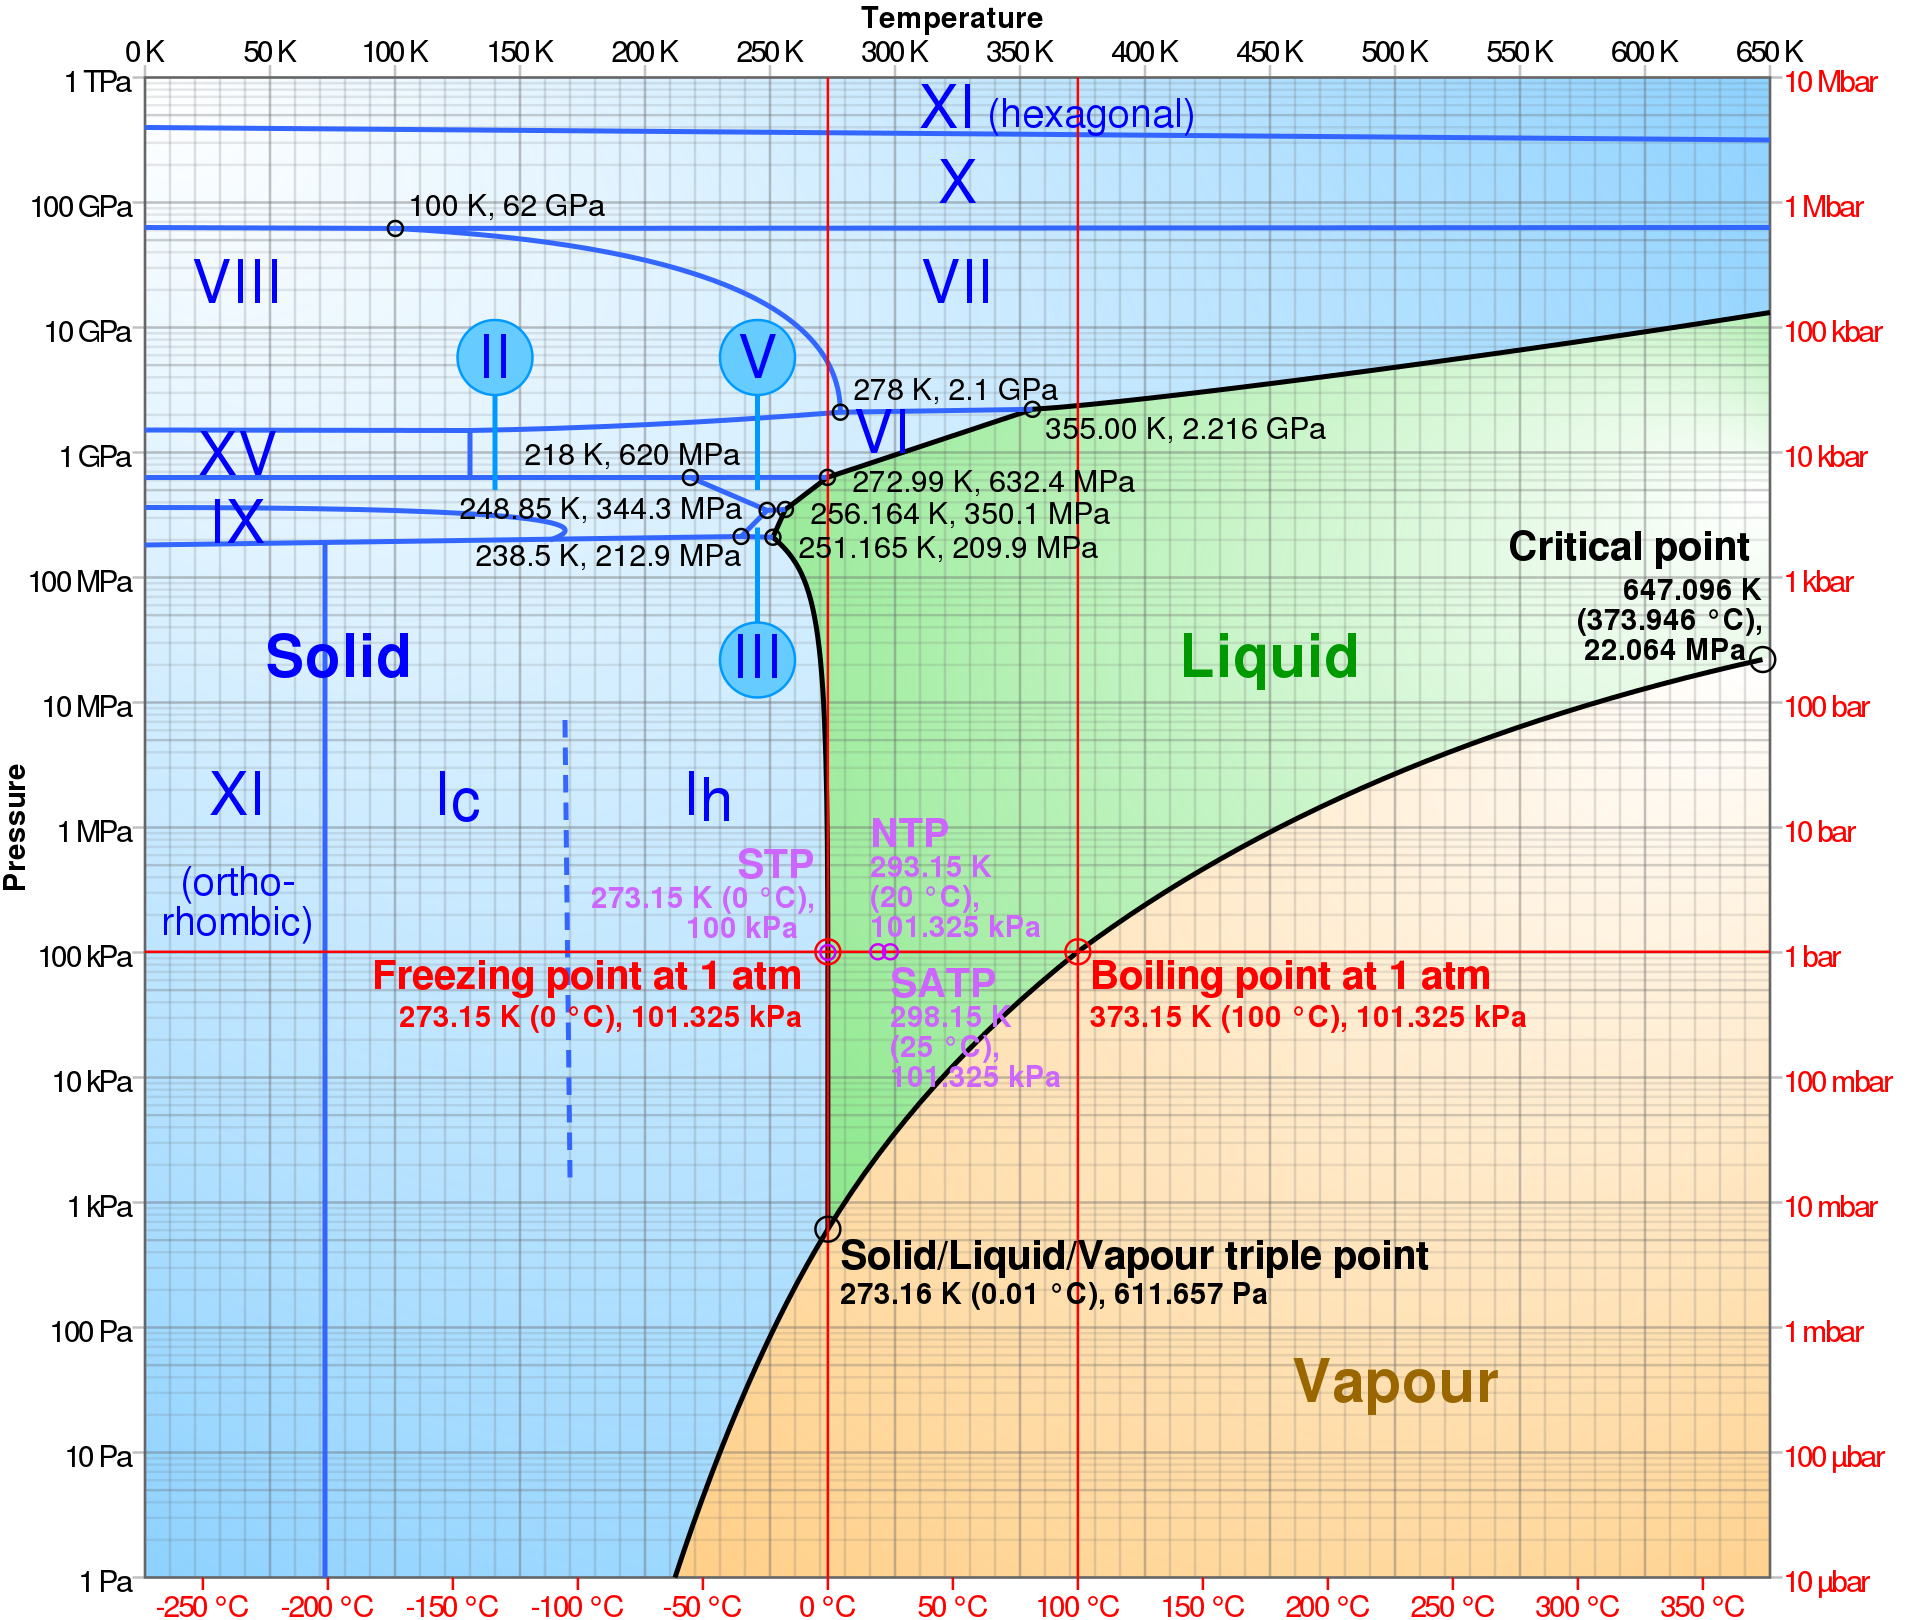 Temperature
0 K 50 K 100 K 150 K 200 K 250 K 300 K 350 K 400 K 450 K 500 K 550 K 600 K 650 K
1 TPa
10 Mbar
XI (hexagonal)
X
100 K, 62 GPa
100 GPa
1 Mbar
VIII
VII
10 GPa
100 kbar
II
V
278 K, 2.1 GPa
VI
355.00 K, 2.216 GPa
XV
218 K, 620 MPa
1 GPa
10 kbar
272.99 K, 632.4 MPa
IX
248.85 K, 344.3 MPa
256.164 K, 350.1 MPa
238.5 K, 212.9 MPa
251.165 K, 209.9 MPa
Critical point
647.096 K
(373.946 °C),
22.064 MPa
100 MPa
1 kbar
Solid
III
Liquid
10 MPa
100 bar
XI
(ortho-
rhombic)
Ic
Ih
Pressure
1 MPa
10 bar
STP
273.15 K (0 °C),
100 kPa
NTP
293.15 K
(20 °C),
101.325 kPa
100 kPa
1 bar
Freezing point at 1 atm
273.15 K (0 °C), 101.325 kPa
SATP
298.15 K
(25 °C),
101.325 kPa
Boiling point at 1 atm
373.15 K (100 °C), 101.325 kPa
10 kPa
100 mbar
1 kPa
10 mbar
Solid/Liquid/Vapour triple point
273.16 K (0.01 °C), 611.657 Pa
100 Pa
1 mbar
Vapour
10 Pa
100 µbar
1 Pa
10 µbar
-250 °C -200 °C -150 °C -100 °C -50 °C 0 °C 50 °C 100 °C 150 °C 200 °C 250 °C 300 °C 350 °C